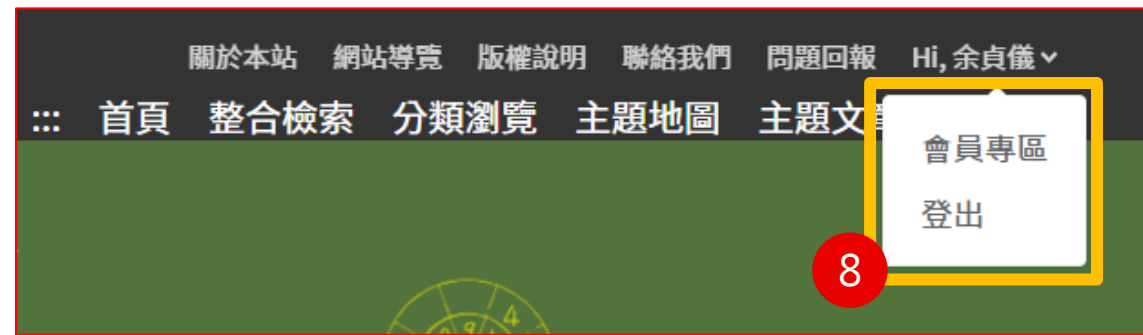 關於本站 網站導覽 版權說明 聯絡我們 問題回報 Hi, 余貞儀
::: 首頁 整合檢索 分類瀏覽 主題地圖 主題文
會員專區
登出
8
9 4